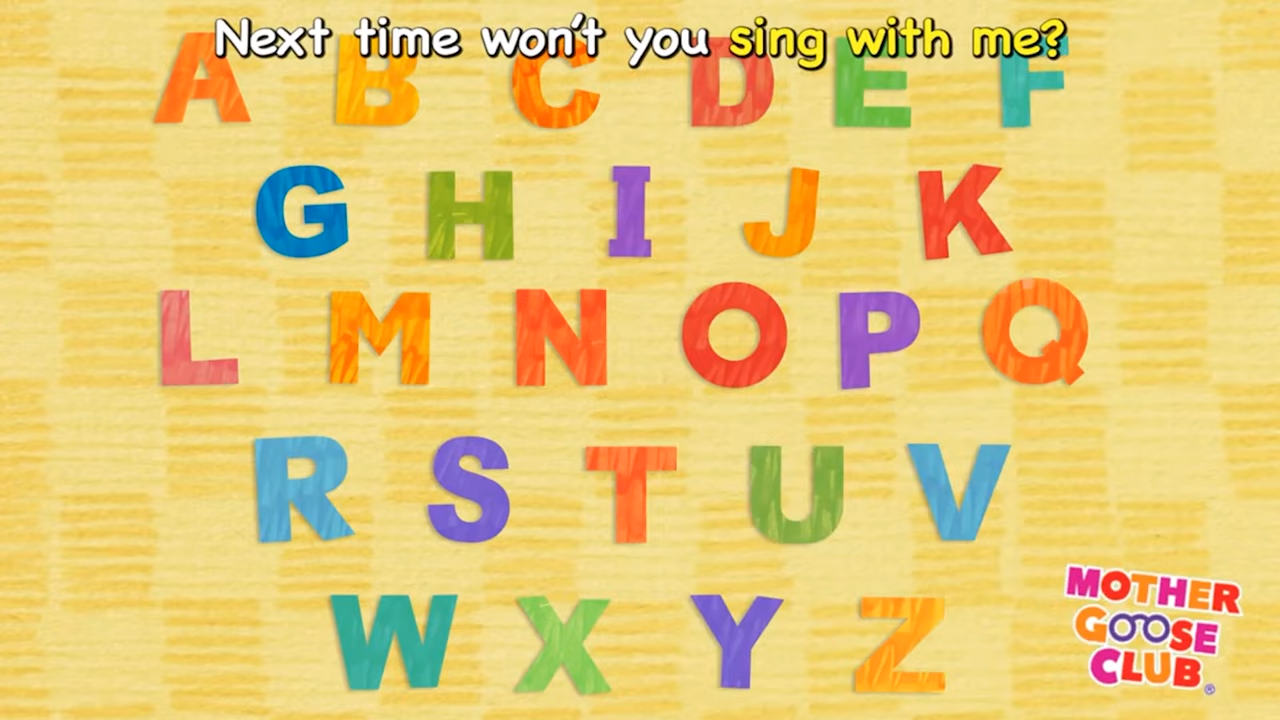 Next time won't you sing with me?
A B C D E F
G H I J K
L M N O P Q
R S T U V
W X Y Z
MOTHER
GOOSE
CLUB®